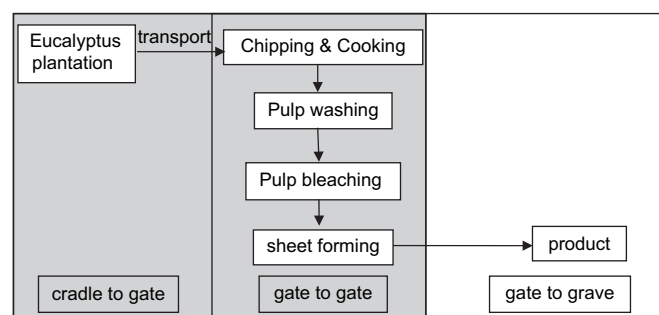 Eucalyptus
plantation
transport
Chipping & Cooking
Pulp washing
Pulp bleaching
sheet forming
product
cradle to gate
gate to gate
gate to grave